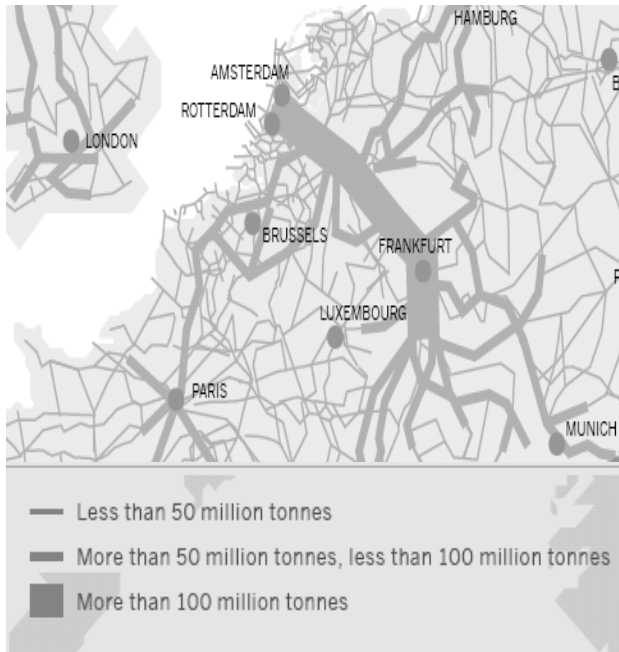 HAMBURG
AMSTERDAM
B
ROTTERDAM
LONDON
BRUSSELS
FRANKFURT
P
LUXEMBOURG
PARIS
MUNICH
Less than 50 million tonnes
More than 50 million tonnes, less than 100 million tonnes
More than 100 million tonnes